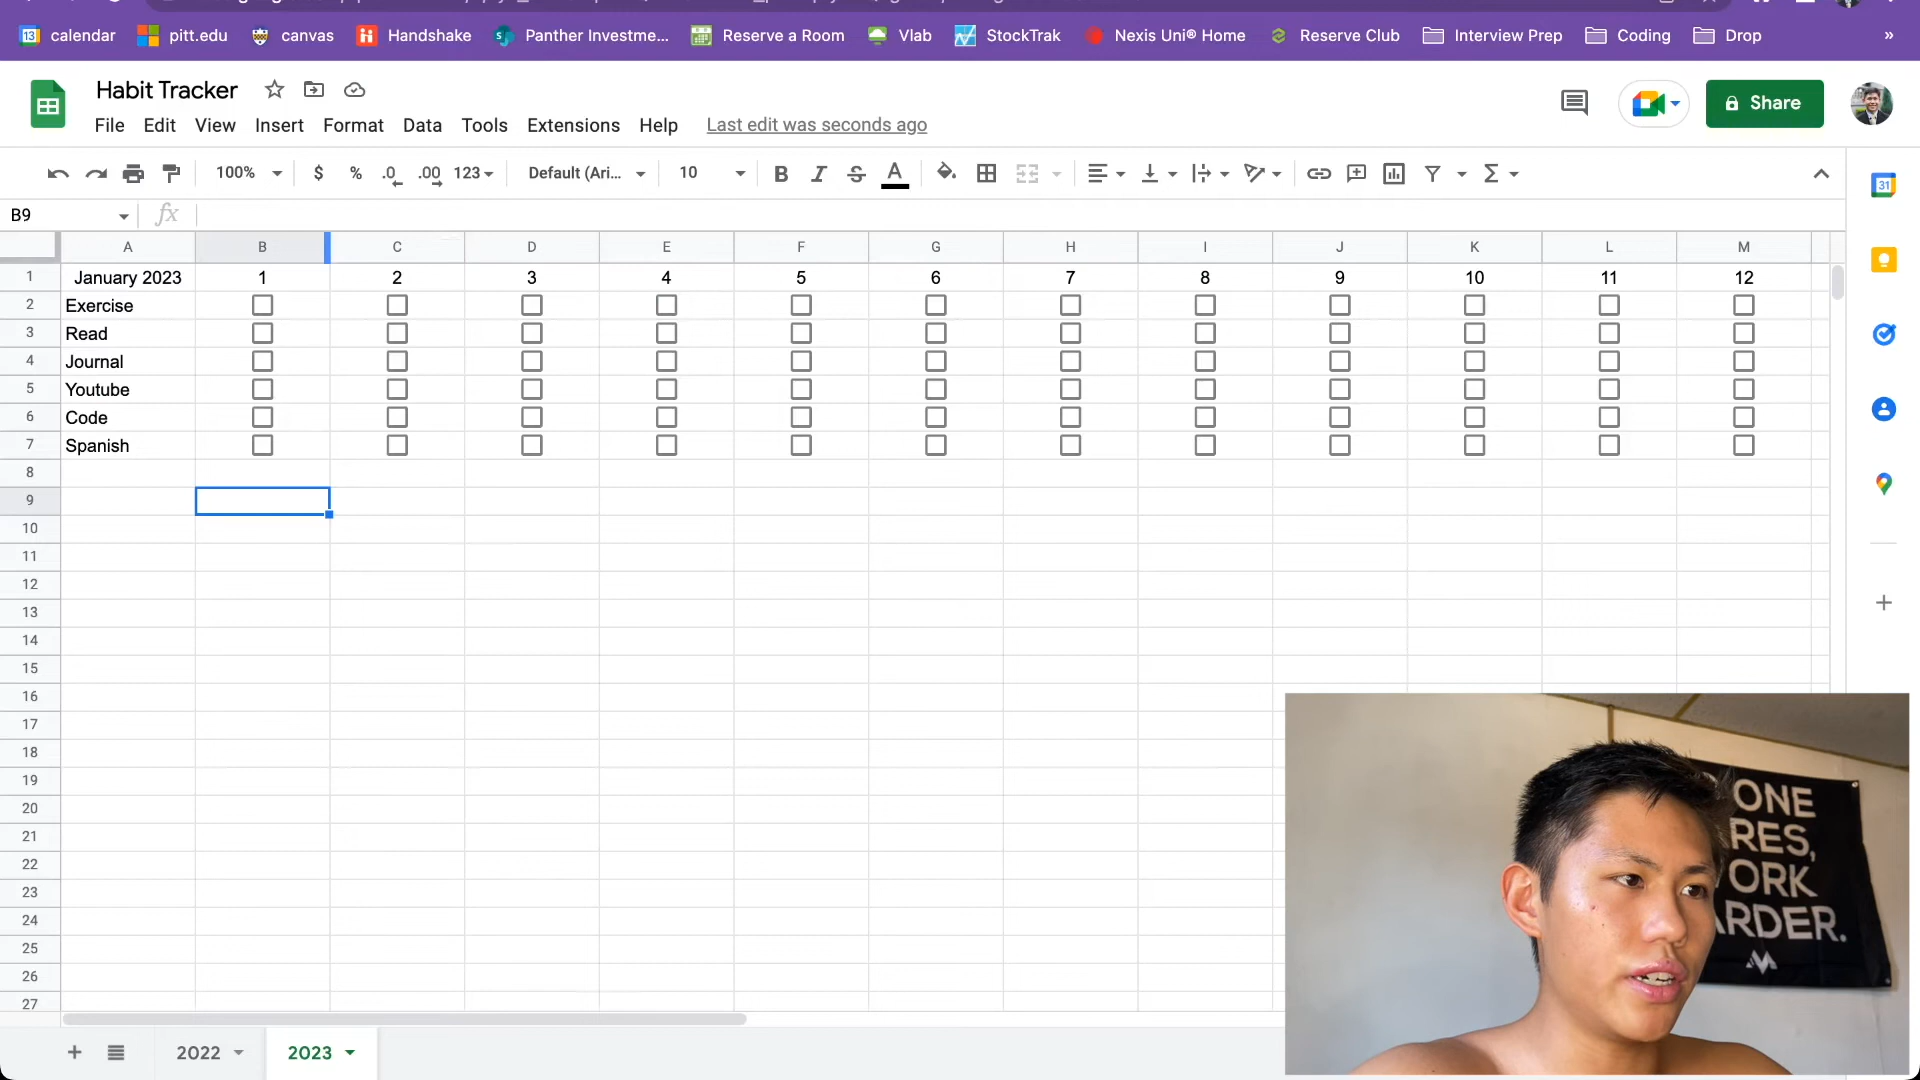 calendar pitt.edu canvas Handshake Panther Investme... Reserve a Room Vlab StockTrak Nexis Uni® Home Reserve Club Interview Prep Coding Drop »
Habit Tracker
Share
File Edit View Insert Format Data Tools Extensions Help Last edit was seconds ago
100% $ % .0 .00 123 Default (Ari... 10 B I S A Σ
B9 fx
A B C D E F G H I J K L M
1 January 2023 1 2 3 4 5 6 7 8 9 10 11 12
2 Exercise
3 Read
4 Journal
5 Youtube
6 Code
7 Spanish
8
9
10
11
12
13
14
15
16
17
18
19
20
21
22
23
24
25
26
27
ONE
RES,
ORK
ARDER.
2022 2023